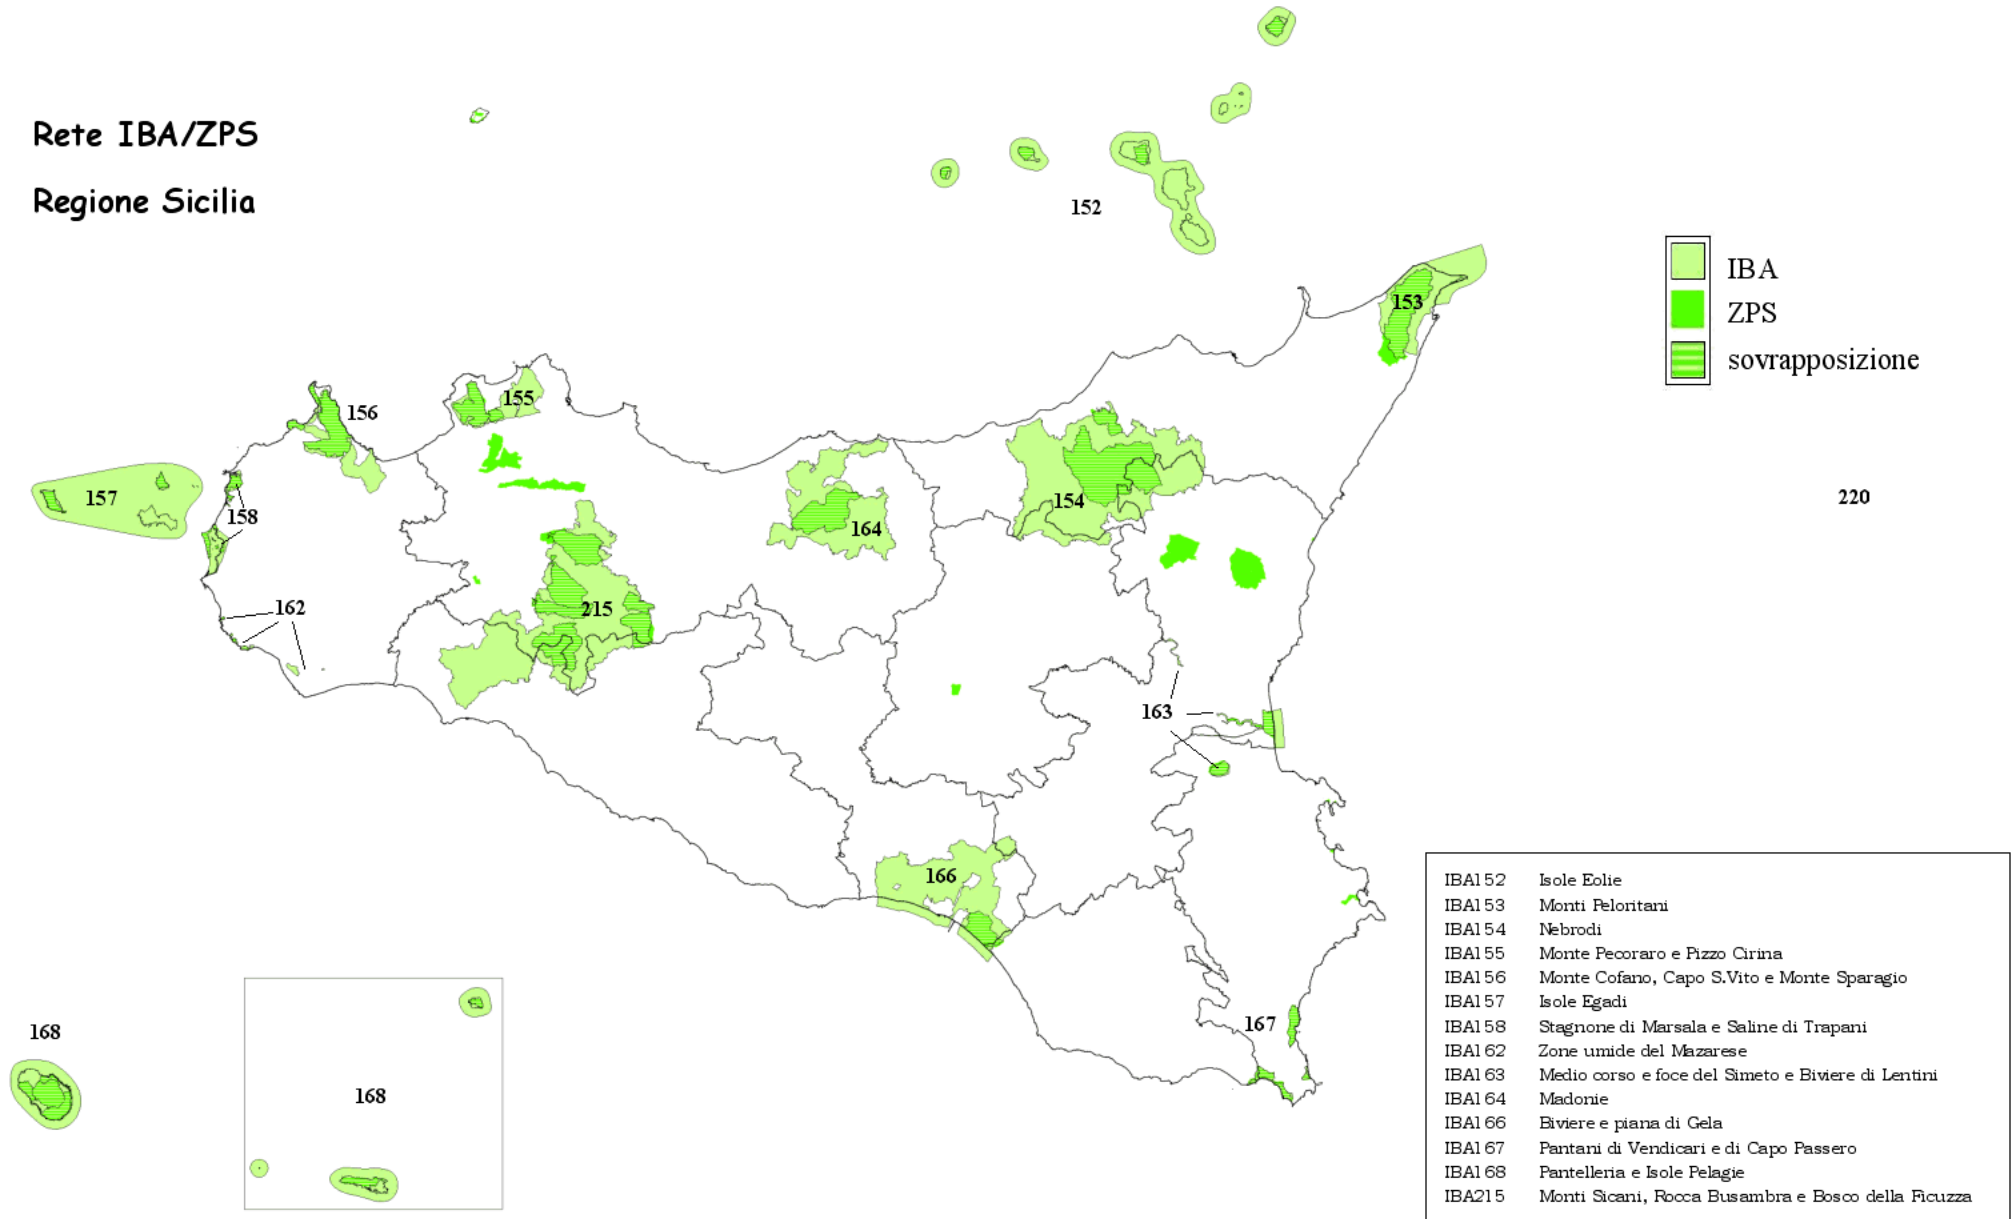 Rete IBA/ZPS
Regione Sicilia
152
IBA
ZPS
sovrapposizione
153
155
156
157
158
154
164
220
162
215
163
166
167
168
168
IBA152 Isole Eolie
IBA153 Monti Peloritani
IBA154 Nebrodi
IBA155 Monte Pecoraro e Pizzo Cirina
IBA156 Monte Cofano, Capo S.Vito e Monte Sparagio
IBA157 Isole Egadi
IBA158 Stagnone di Marsala e Saline di Trapani
IBA162 Zone umide del Mazarese
IBA163 Medio corso e foce del Simeto e Biviere di Lentini
IBA164 Madonie
IBA166 Biviere e piana di Gela
IBA167 Pantani di Vendicari e di Capo Passero
IBA168 Pantelleria e Isole Pelagie
IBA215 Monti Sicani, Rocca Busambra e Bosco della Ficuzza